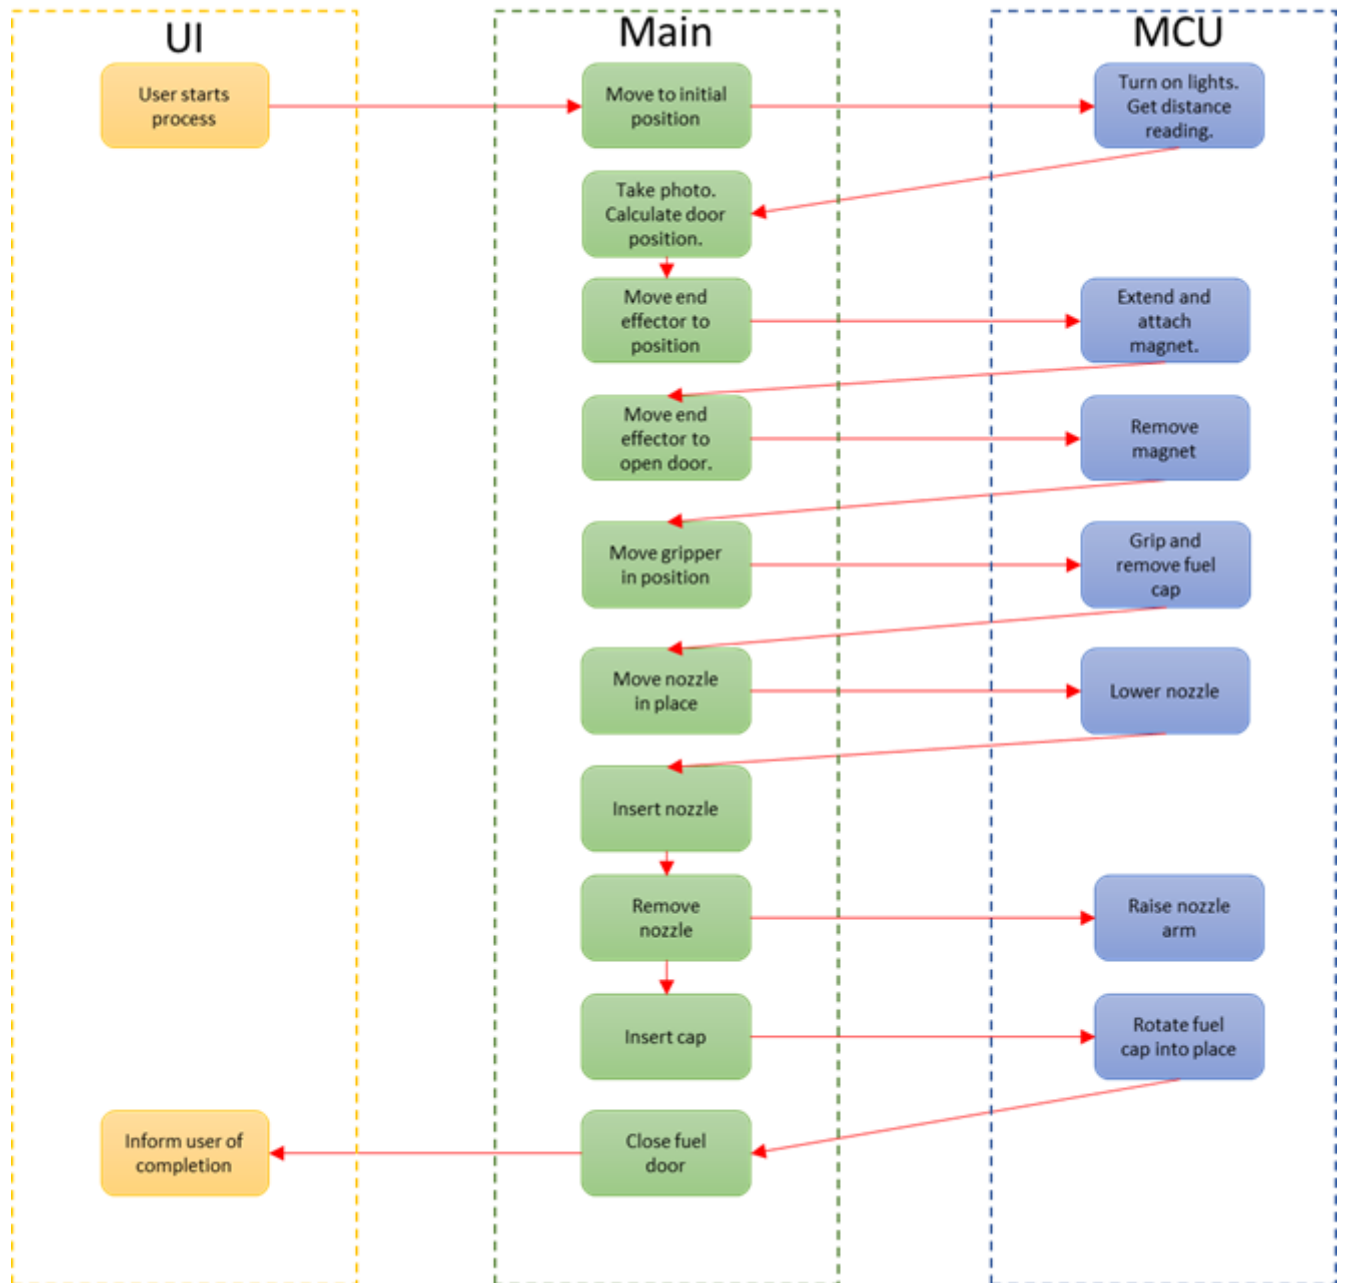 UI
Main
MCU
User starts
process
Move to initial
position
Turn on lights.
Get distance
reading.
Take photo.
Calculate door
position.
Move end
effector to
position
Extend and
attach
magnet.
Move end
effector to
open door.
Remove
magnet
Move gripper
in position
Grip and
remove fuel
cap
Move nozzle
in place
Lower nozzle
Insert nozzle
Remove
nozzle
Raise nozzle
arm
Insert cap
Rotate fuel
cap into place
Inform user of
completion
Close fuel
door